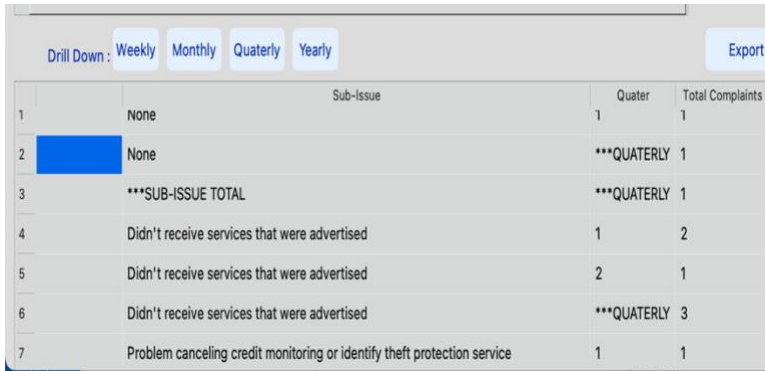 Drill Down : Weekly Monthly Quaterly Yearly Export
Sub-Issue Quater Total Complaints
1 None 1 1
2 None ***QUATERLY 1
3 ***SUB-ISSUE TOTAL ***QUATERLY 1
4 Didn't receive services that were advertised 1 2
5 Didn't receive services that were advertised 2 1
6 Didn't receive services that were advertised ***QUATERLY 3
7 Problem canceling credit monitoring or identify theft protection service 1 1